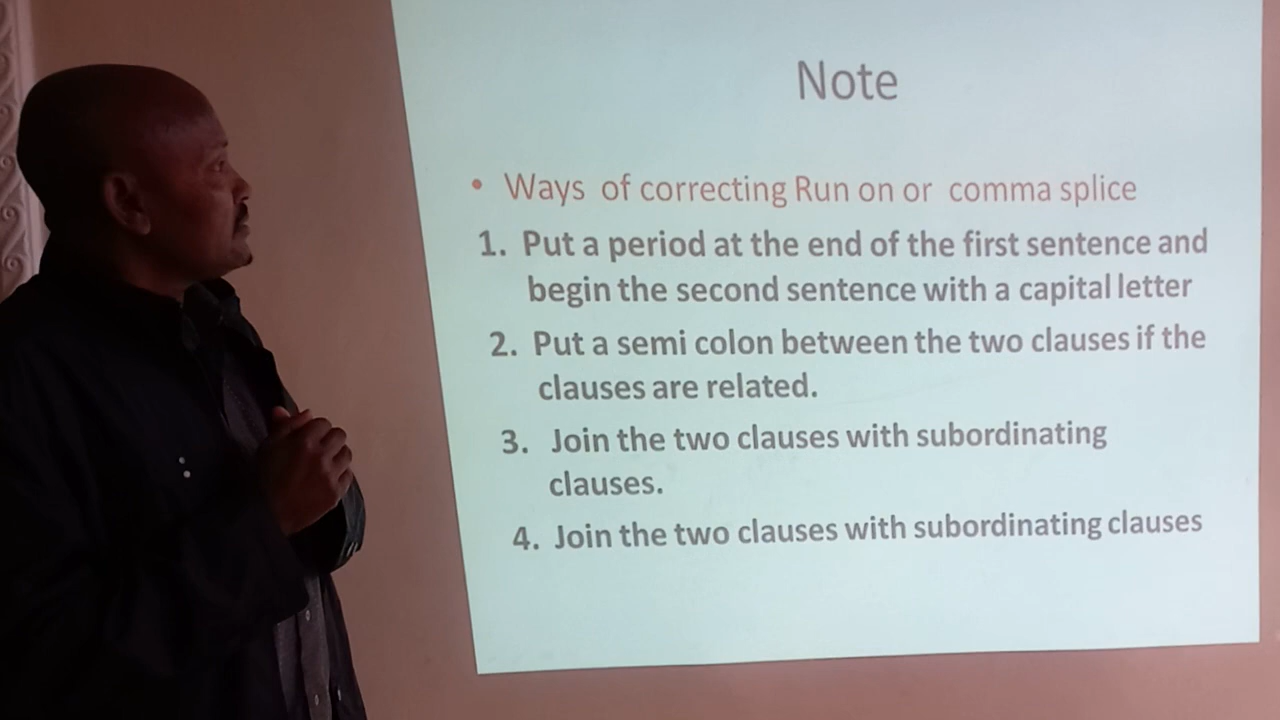 Note
• Ways of correcting Run on or comma splice
1. Put a period at the end of the first sentence and
begin the second sentence with a capital letter
2. Put a semi colon between the two clauses if the
clauses are related.
3. Join the two clauses with subordinating
clauses.
4. Join the two clauses with subordinating clauses